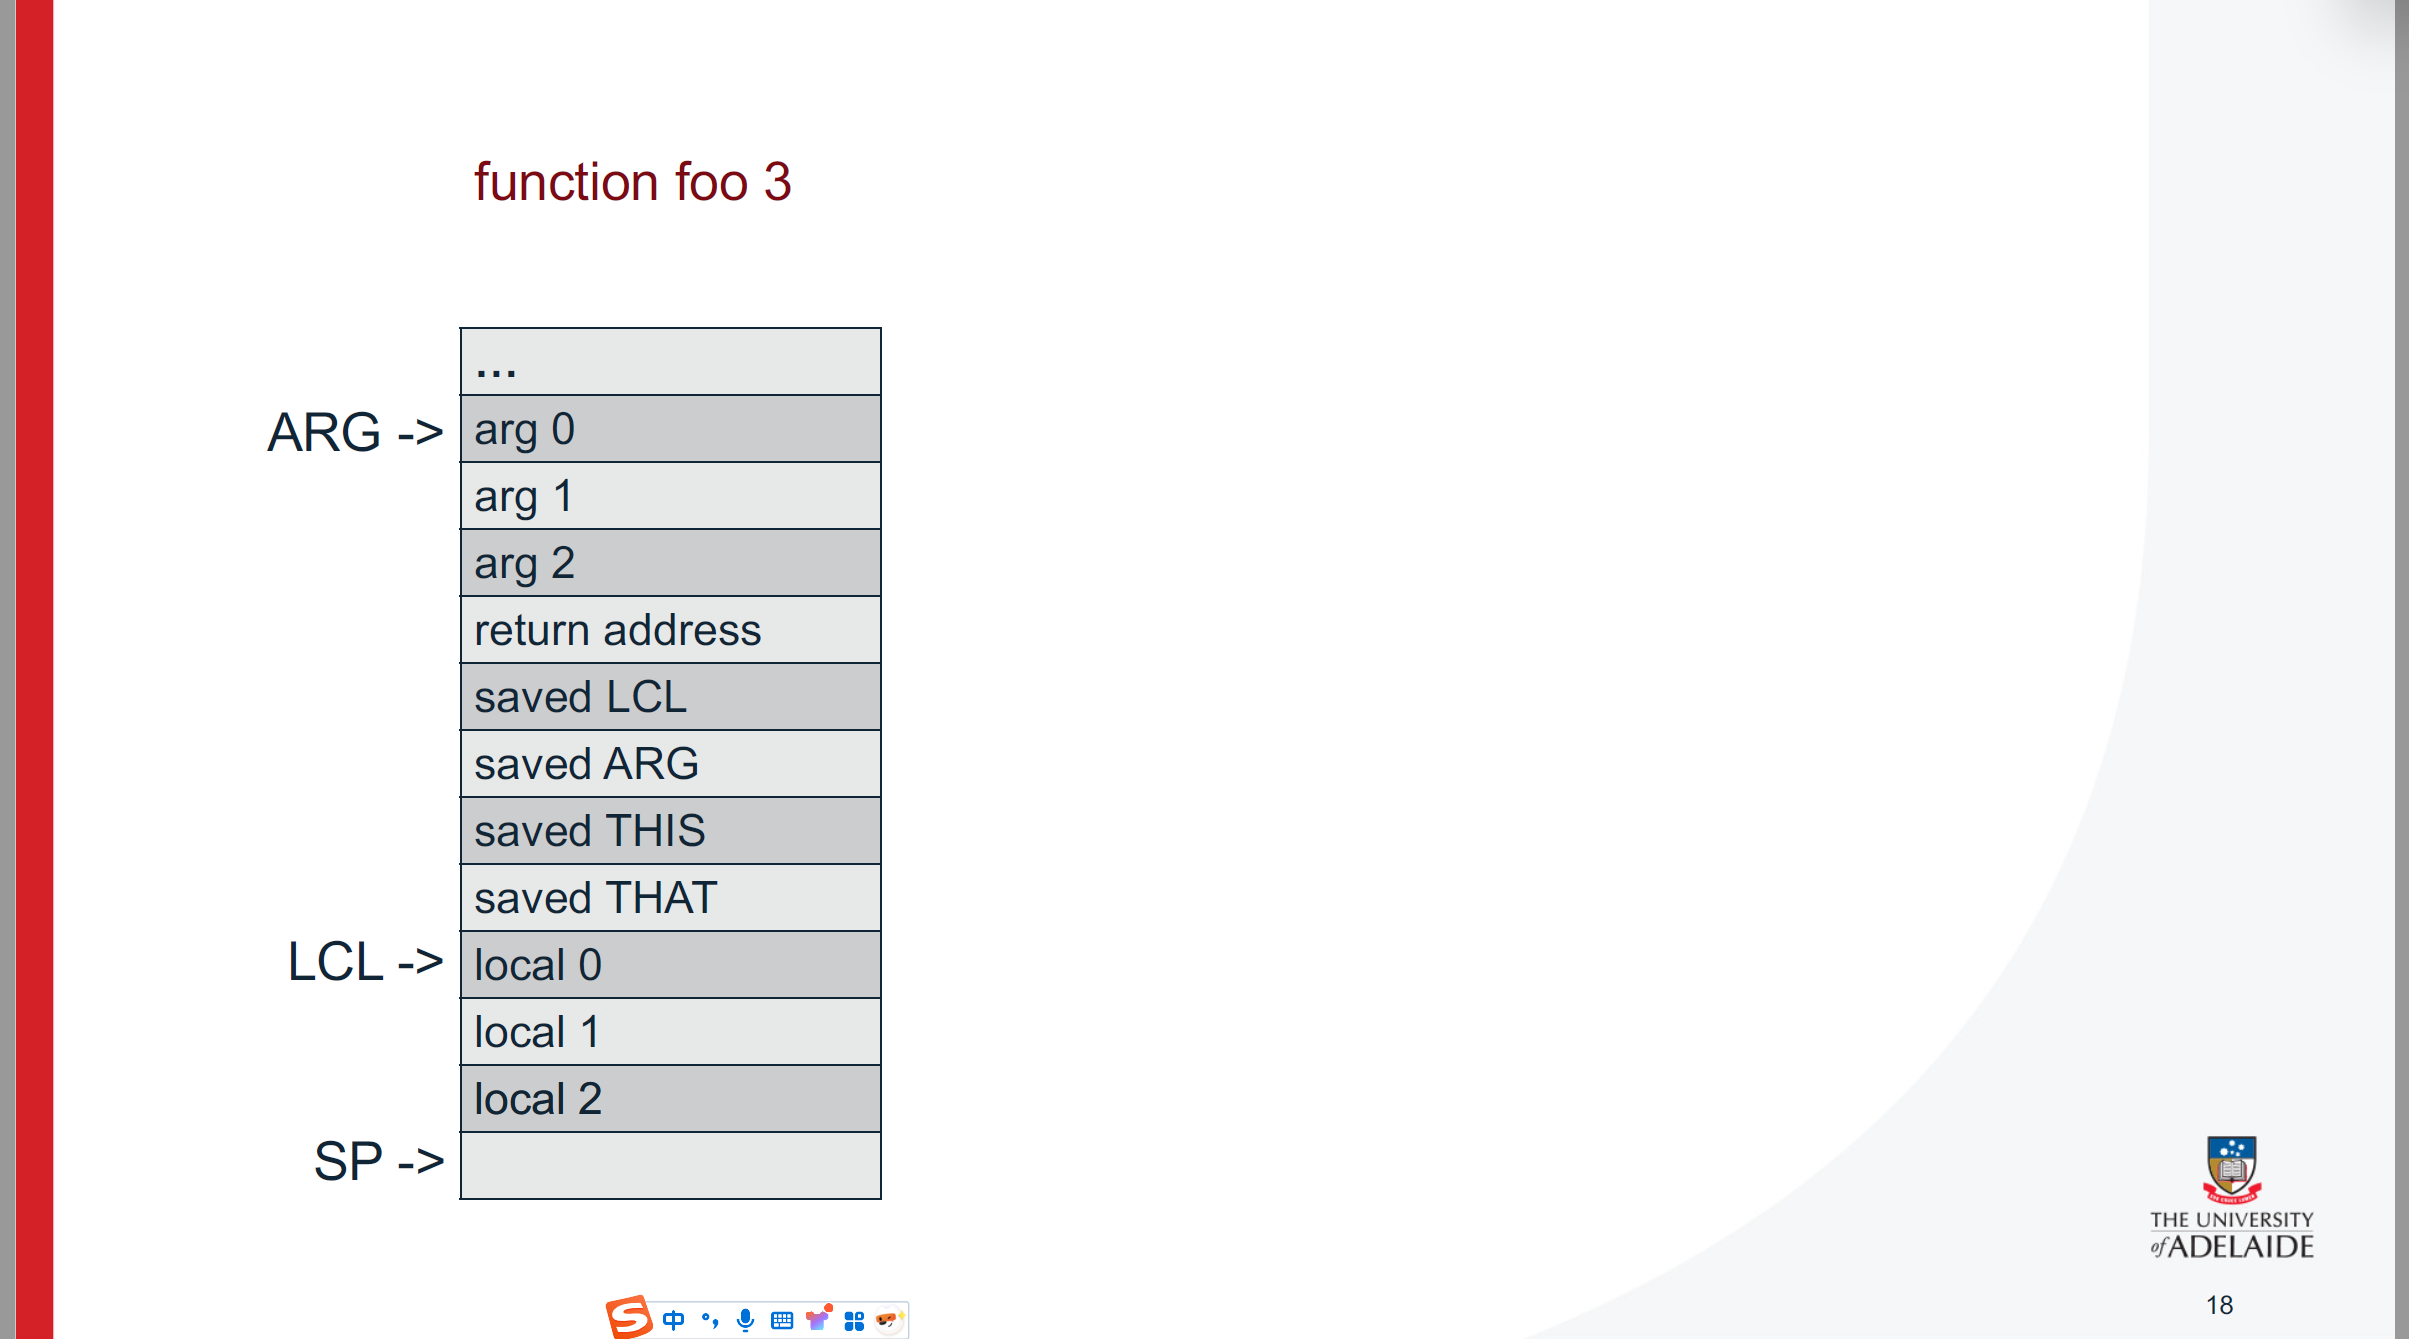 function foo 3
...
ARG -> arg 0
arg 1
arg 2
return address
saved LCL
saved ARG
saved THIS
saved THAT
LCL -> local 0
local 1
local 2
SP ->
THE UNIVERSITY
of ADELAIDE
18
S 中